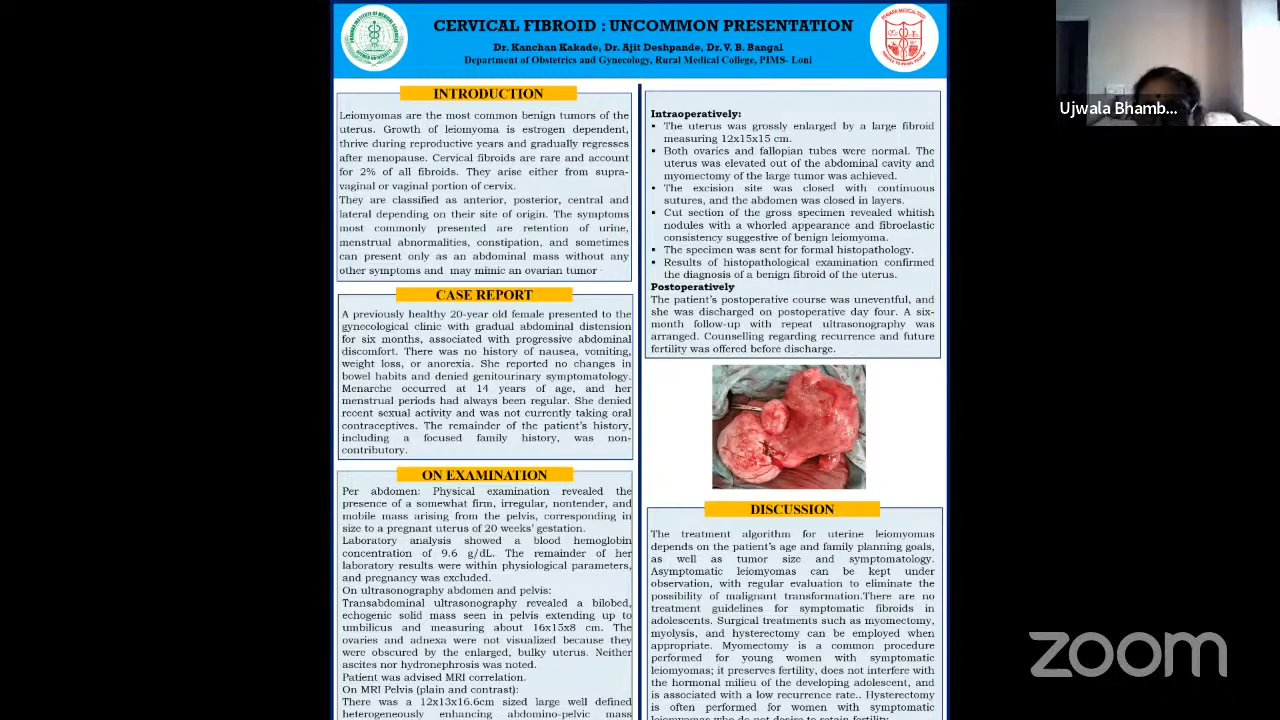 CERVICAL FIBROID : UNCOMMON PRESENTATION
Dr. Kanchan Kakade, Dr. Ajit Deshpande, Dr. V. B. Bangal
Department of Obstetrics and Gynecology, Rural Medical College, PIMS- Loni
INTRODUCTION
Leiomyomas are the most common benign tumors of the
uterus. Growth of leiomyoma is estrogen dependent,
thrive during reproductive years and gradually regresses
after menopause. Cervical fibroids are rare and account
for 2% of all fibroids. They arise either from supra-
vaginal or vaginal portion of cervix.
They are classified as anterior, posterior, central and
lateral depending on their site of origin. The symptoms
most commonly presented are retention of urine,
menstrual abnormalities, constipation, and sometimes
can present only as an abdominal mass without any
other symptoms and may mimic an ovarian tumor
CASE REPORT
A previously healthy 20-year old female presented to the
gynecological clinic with gradual abdominal distension
for six months, associated with progressive abdominal
discomfort. There was no history of nausea, vomiting,
weight loss, or anorexia. She reported no changes in
bowel habits and denied genitourinary symptomatology.
Menarche occurred at 14 years of age, and her
menstrual periods had always been regular. She denied
recent sexual activity and was not currently taking oral
contraceptives. The remainder of the patient's history,
including a focused family history, was non-
contributory.
ON EXAMINATION
Per abdomen: Physical examination revealed the
presence of a somewhat firm, irregular, nontender, and
mobile mass arising from the pelvis, corresponding in
size to a pregnant uterus of 20 weeks' gestation.
Laboratory analysis showed a blood hemoglobin
concentration of 9.6 g/dL. The remainder of her
laboratory results were within physiological parameters,
and pregnancy was excluded.
On ultrasonography abdomen and pelvis:
Transabdominal ultrasonography revealed a bilobed,
echogenic solid mass seen in pelvis extending up to
umbilicus and measuring about 16x15x8 cm. The
ovaries and adnexa were not visualized because they
were obscured by the enlarged, bulky uterus. Neither
ascites nor hydronephrosis was noted.
Patient was advised MRI correlation.
On MRI Pelvis (plain and contrast):
There was a 12x13x16.6cm sized large well defined
heterogeneously enhancing abdomino-pelvic mass
Intraoperatively:
▪ The uterus was grossly enlarged by a large fibroid
measuring 12x15x15 cm.
▪ Both ovaries and fallopian tubes were normal. The
uterus was elevated out of the abdominal cavity and
myomectomy of the large tumor was achieved.
▪ The excision site was closed with continuous
sutures, and the abdomen was closed in layers.
▪ Cut section of the gross specimen revealed whitish
nodules with a whorled appearance and fibroelastic
consistency suggestive of benign leiomyoma.
▪ The specimen was sent for formal histopathology.
▪ Results of histopathological examination confirmed
the diagnosis of a benign fibroid of the uterus.
Postoperatively
The patient's postoperative course was uneventful, and
she was discharged on postoperative day four. A six-
month follow-up with repeat ultrasonography was
arranged. Counselling regarding recurrence and future
fertility was offered before discharge.
DISCUSSION
The treatment algorithm for uterine leiomyomas
depends on the patient's age and family planning goals,
as well as tumor size and symptomatology.
Asymptomatic leiomyomas can be kept under
observation, with regular evaluation to eliminate the
possibility of malignant transformation.There are no
treatment guidelines for symptomatic fibroids in
adolescents. Surgical treatments such as myomectomy,
myolysis, and hysterectomy can be employed when
appropriate. Myomectomy is a common procedure
performed for young women with symptomatic
leiomyomas; it preserves fertility, does not interfere with
the hormonal milieu of the developing adolescent, and
is associated with a low recurrence rate.. Hysterectomy
is often performed for women with symptomatic
leiomyomas who do not desire to retain fertility.
Ujwala Bhamb...
zoom